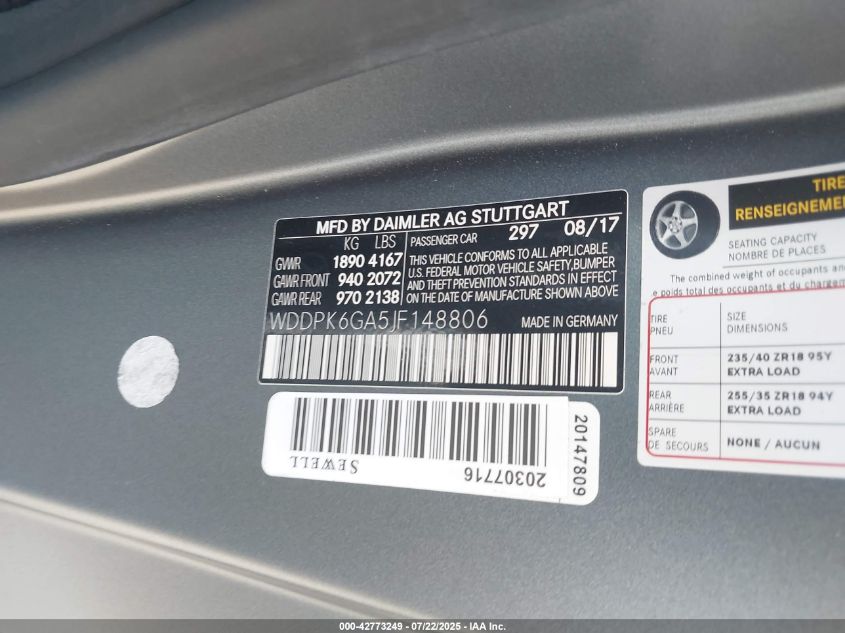 MFD BY DAIMLER AG STUTTGART
KG LBS PASSENGER CAR 297 08/17
GVWR 1890 4167
GAWR FRONT 940 2072
GAWR REAR 970 2138
THIS VEHICLE CONFORMS TO ALL APPLICABLE
U.S. FEDERAL MOTOR VEHICLE SAFETY, BUMPER
AND THEFT PREVENTION STANDARDS IN EFFECT
ON THE DATE OF MANUFACTURE SHOWN ABOVE.
WDDPK6GA5JF148806 MADE IN GERMANY
SEWELL
20307716
20147809
TIRE
RENSEIGNEME
SEATING CAPACITY
NOMBRE DE PLACES
The combined weight of occupants and
e poids total des occupants et du chargeme
TIRE SIZE
PNEU DIMENSIONS
FRONT 235/40 ZR18 95Y
AVANT EXTRA LOAD
REAR 255/35 ZR18 94Y
ARRIÈRE EXTRA LOAD
SPARE NONE / AUCUN
DE SECOURS
000-42773249 - 07/22/2025 - IAA Inc.